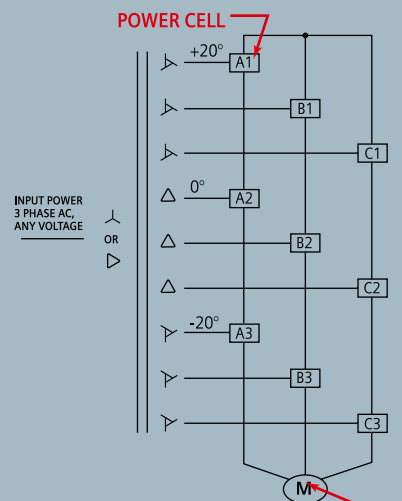 POWER CELL
+20°
A1
B1
C1
INPUT POWER
3 PHASE AC,
ANY VOLTAGE
OR
0°
A2
B2
C2
-20°
A3
B3
C3
M